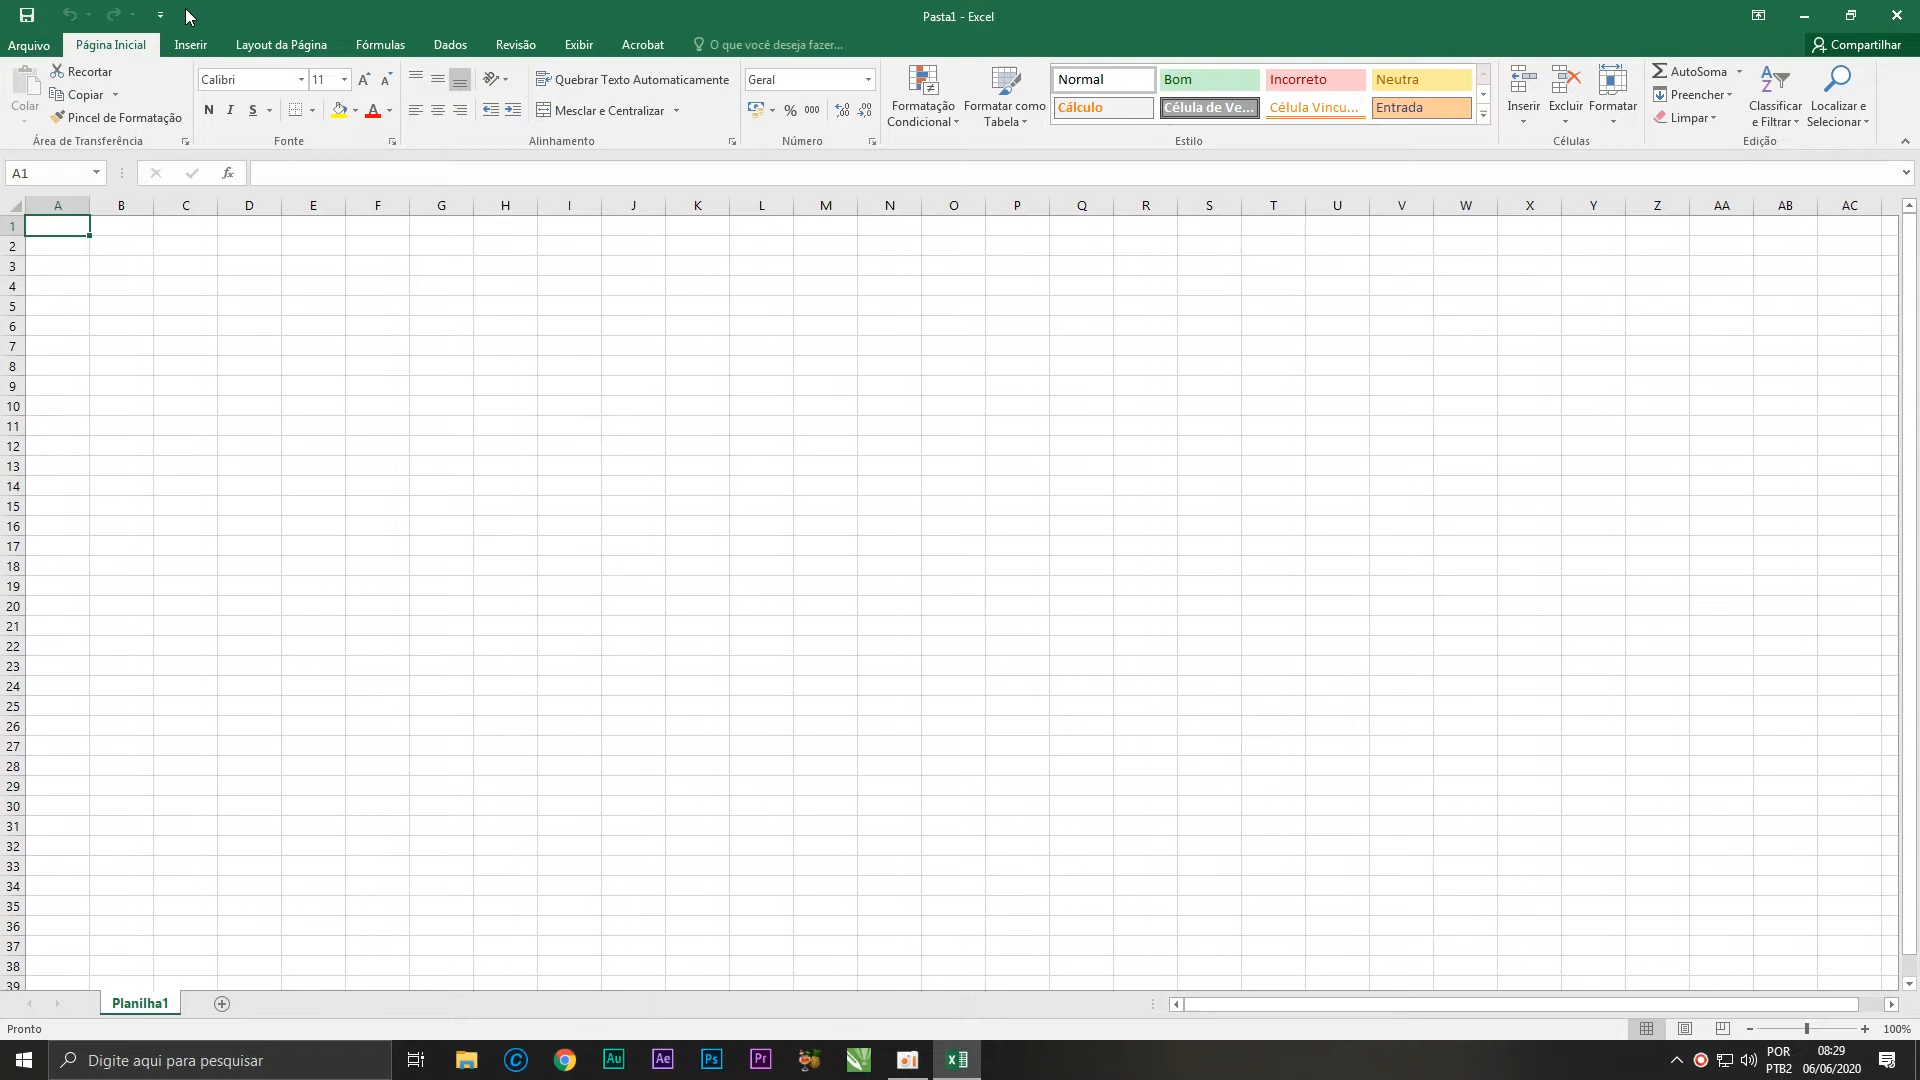 Pasta1 - Excel
Arquivo Página Inicial Inserir Layout da Página Fórmulas Dados Revisão Exibir Acrobat O que você deseja fazer... Compartilhar
Colar
Recortar
Copiar
Pincel de Formatação
Área de Transferência
Calibri 11
N I S
Fonte
Quebrar Texto Automaticamente
Mesclar e Centralizar
Alinhamento
Geral
% 000
Número
Formatação Condicional
Formatar como Tabela
Normal Bom Incorreto Neutra
Cálculo Célula de Ve... Célula Vincu... Entrada
Estilo
Inserir Excluir Formatar
Células
AutoSoma
Preencher
Limpar
Classificar e Filtrar
Localizar e Selecionar
Edição
A1 fx
A B C D E F G H I J K L M N O P Q R S T U V W X Y Z AA AB AC
1
2
3
4
5
6
7
8
9
10
11
12
13
14
15
16
17
18
19
20
21
22
23
24
25
26
27
28
29
30
31
32
33
34
35
36
37
38
39
Planilha1
Pronto 100%
Digite aqui para pesquisar Au Ae Ps Pr
POR 08:29
PTB2 06/06/2020